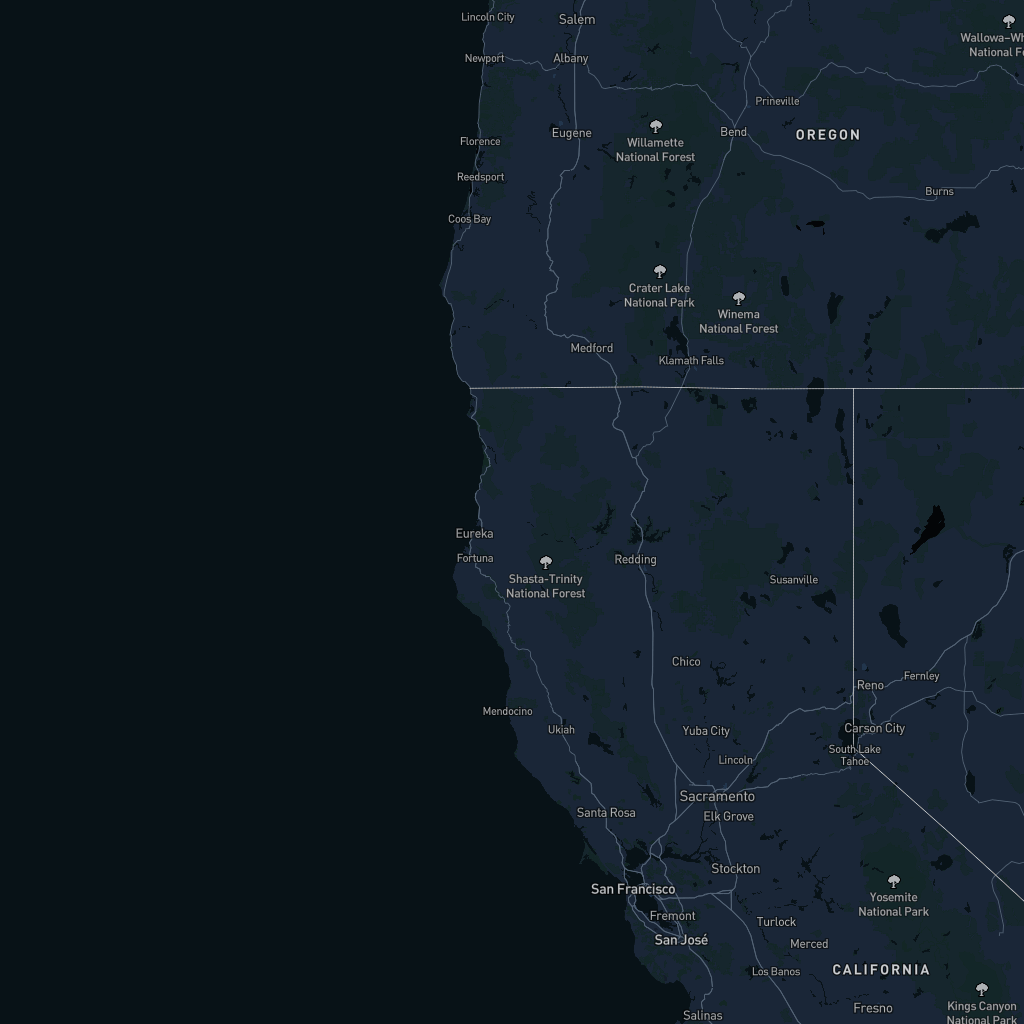 Lincoln City
Salem
Wallowa–Wh
National Fo
Newport
Albany
Prineville
Eugene
Bend
OREGON
Florence
Willamette
National Forest
Reedsport
Burns
Coos Bay
Crater Lake
National Park
Winema
National Forest
Medford
Klamath Falls
Eureka
Fortuna
Redding
Shasta-Trinity
National Forest
Susanville
Chico
Reno
Fernley
Mendocino
Ukiah
Yuba City
Carson City
South Lake
Tahoe
Lincoln
Sacramento
Santa Rosa
Elk Grove
Stockton
San Francisco
Yosemite
National Park
Fremont
Turlock
San José
Merced
Los Banos
CALIFORNIA
Fresno
Kings Canyon
National Park
Salinas